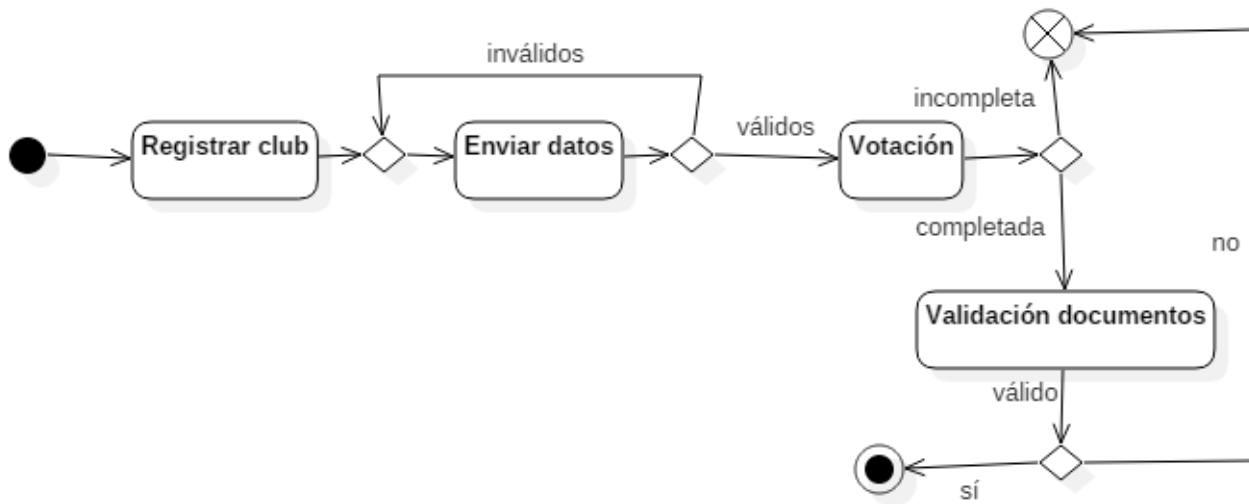 inválidos
Registrar club
Enviar datos
válidos
Votación
incompleta
completada
no
Validación documentos
válido
sí